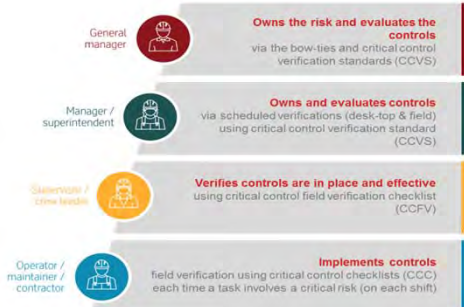 General
manager
Owns the risk and evaluates the
controls
via the bow-ties and critical control
verification standards (CCVS)
Manager /
superintendent
Owns and evaluates controls
via scheduled verifications (desk-top & field)
using critical control verification standard
(CCVS)
Supervisor /
crew leader
Verifies controls are in place and effective
using critical control field verification checklist
(CCFV)
Operator /
maintainer /
contractor
Implements controls
field verification using critical control checklists (CCC)
each time a task involves a critical risk (on each shift)